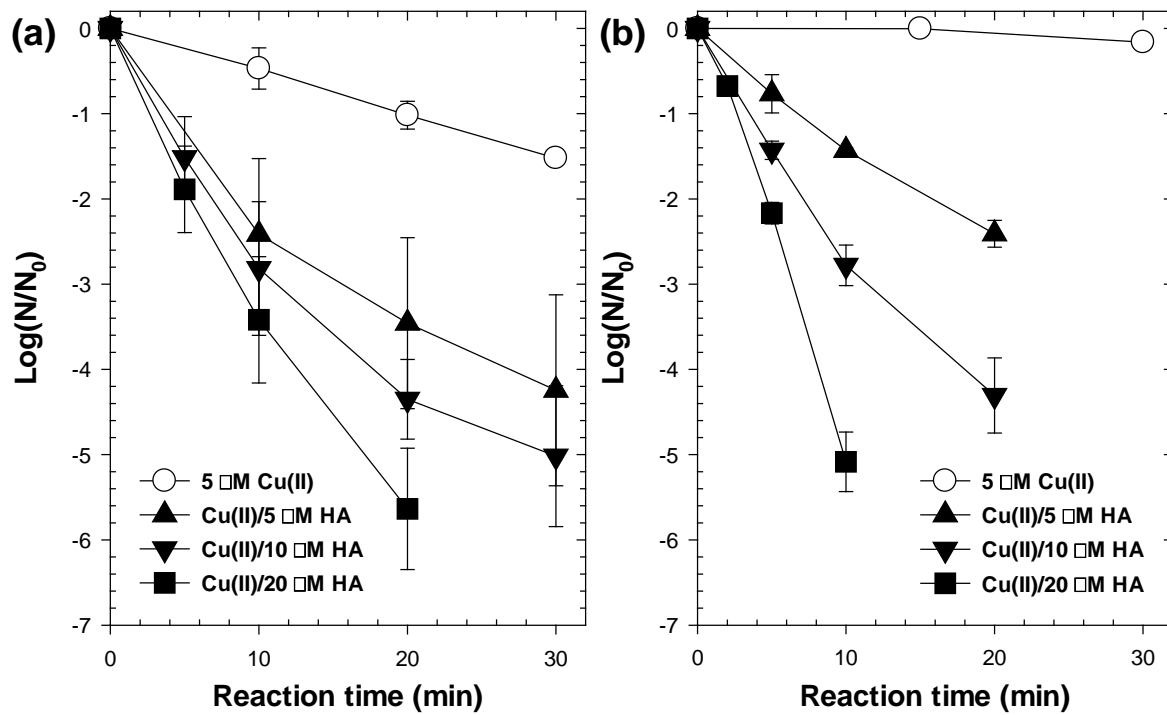 (a)
Log(N/N0)
0
-1
-2
-3
-4
-5
-6
-7
5 □M Cu(II)
Cu(II)/5 □M HA
Cu(II)/10 □M HA
Cu(II)/20 □M HA
0 10 20 30
Reaction time (min)
(b)
Log(N/N0)
0
-1
-2
-3
-4
-5
-6
-7
5 □M Cu(II)
Cu(II)/5 □M HA
Cu(II)/10 □M HA
Cu(II)/20 □M HA
0 10 20 30
Reaction time (min)